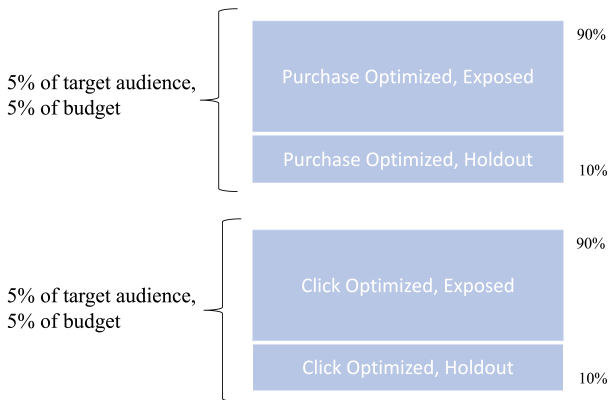 90%
5% of target audience,
5% of budget
Purchase Optimized, Exposed
Purchase Optimized, Holdout
10%
90%
5% of target audience,
5% of budget
Click Optimized, Exposed
Click Optimized, Holdout
10%